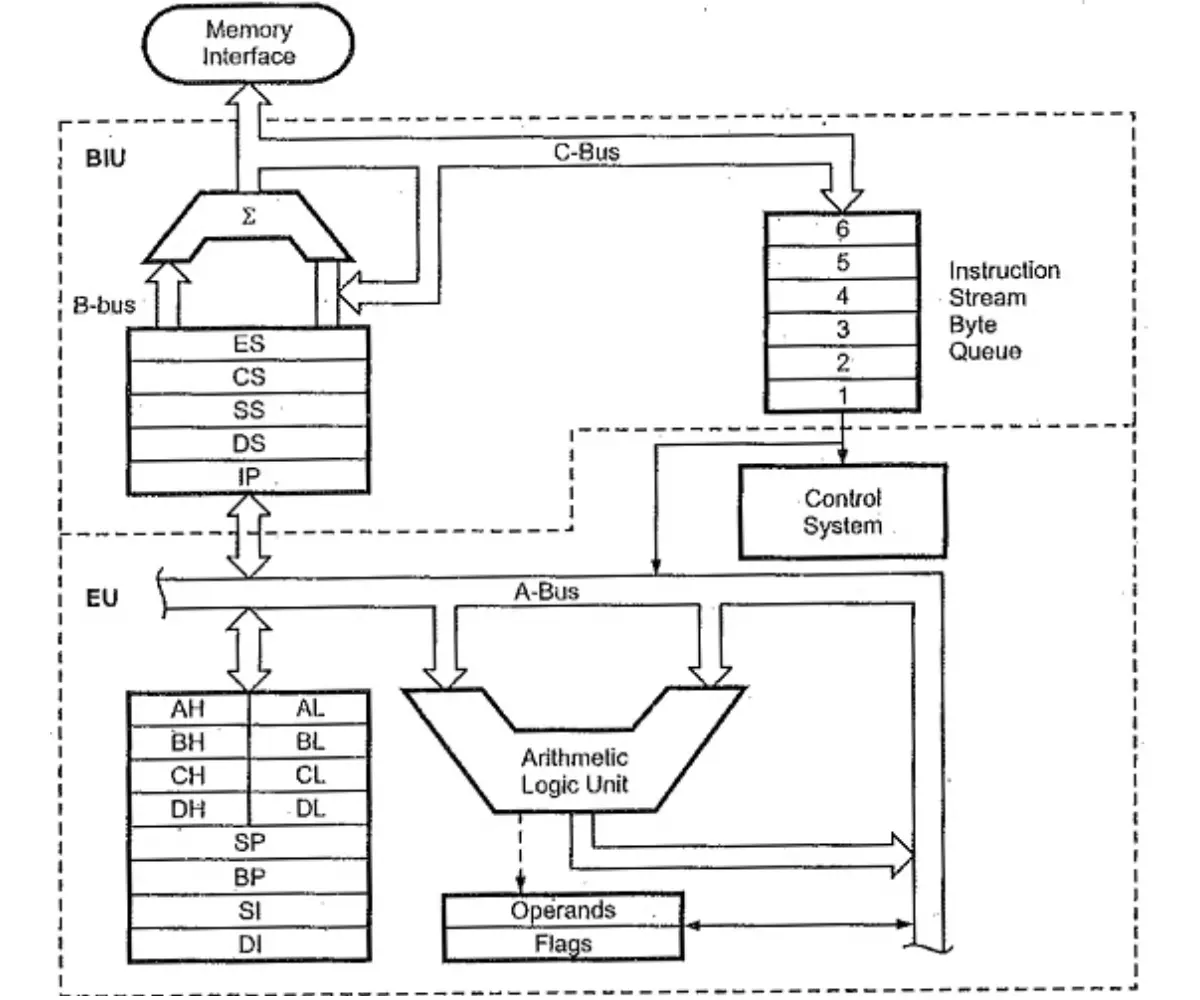 Memory
Interface
BIU
C-Bus
Σ
B-bus
6
5
4
3
2
1
Instruction
Stream
Byte
Queue
ES
CS
SS
DS
IP
Control
System
EU
A-Bus
AH AL
BH BL
CH CL
DH DL
SP
BP
SI
DI
Arithmetic
Logic Unit
Operands
Flags